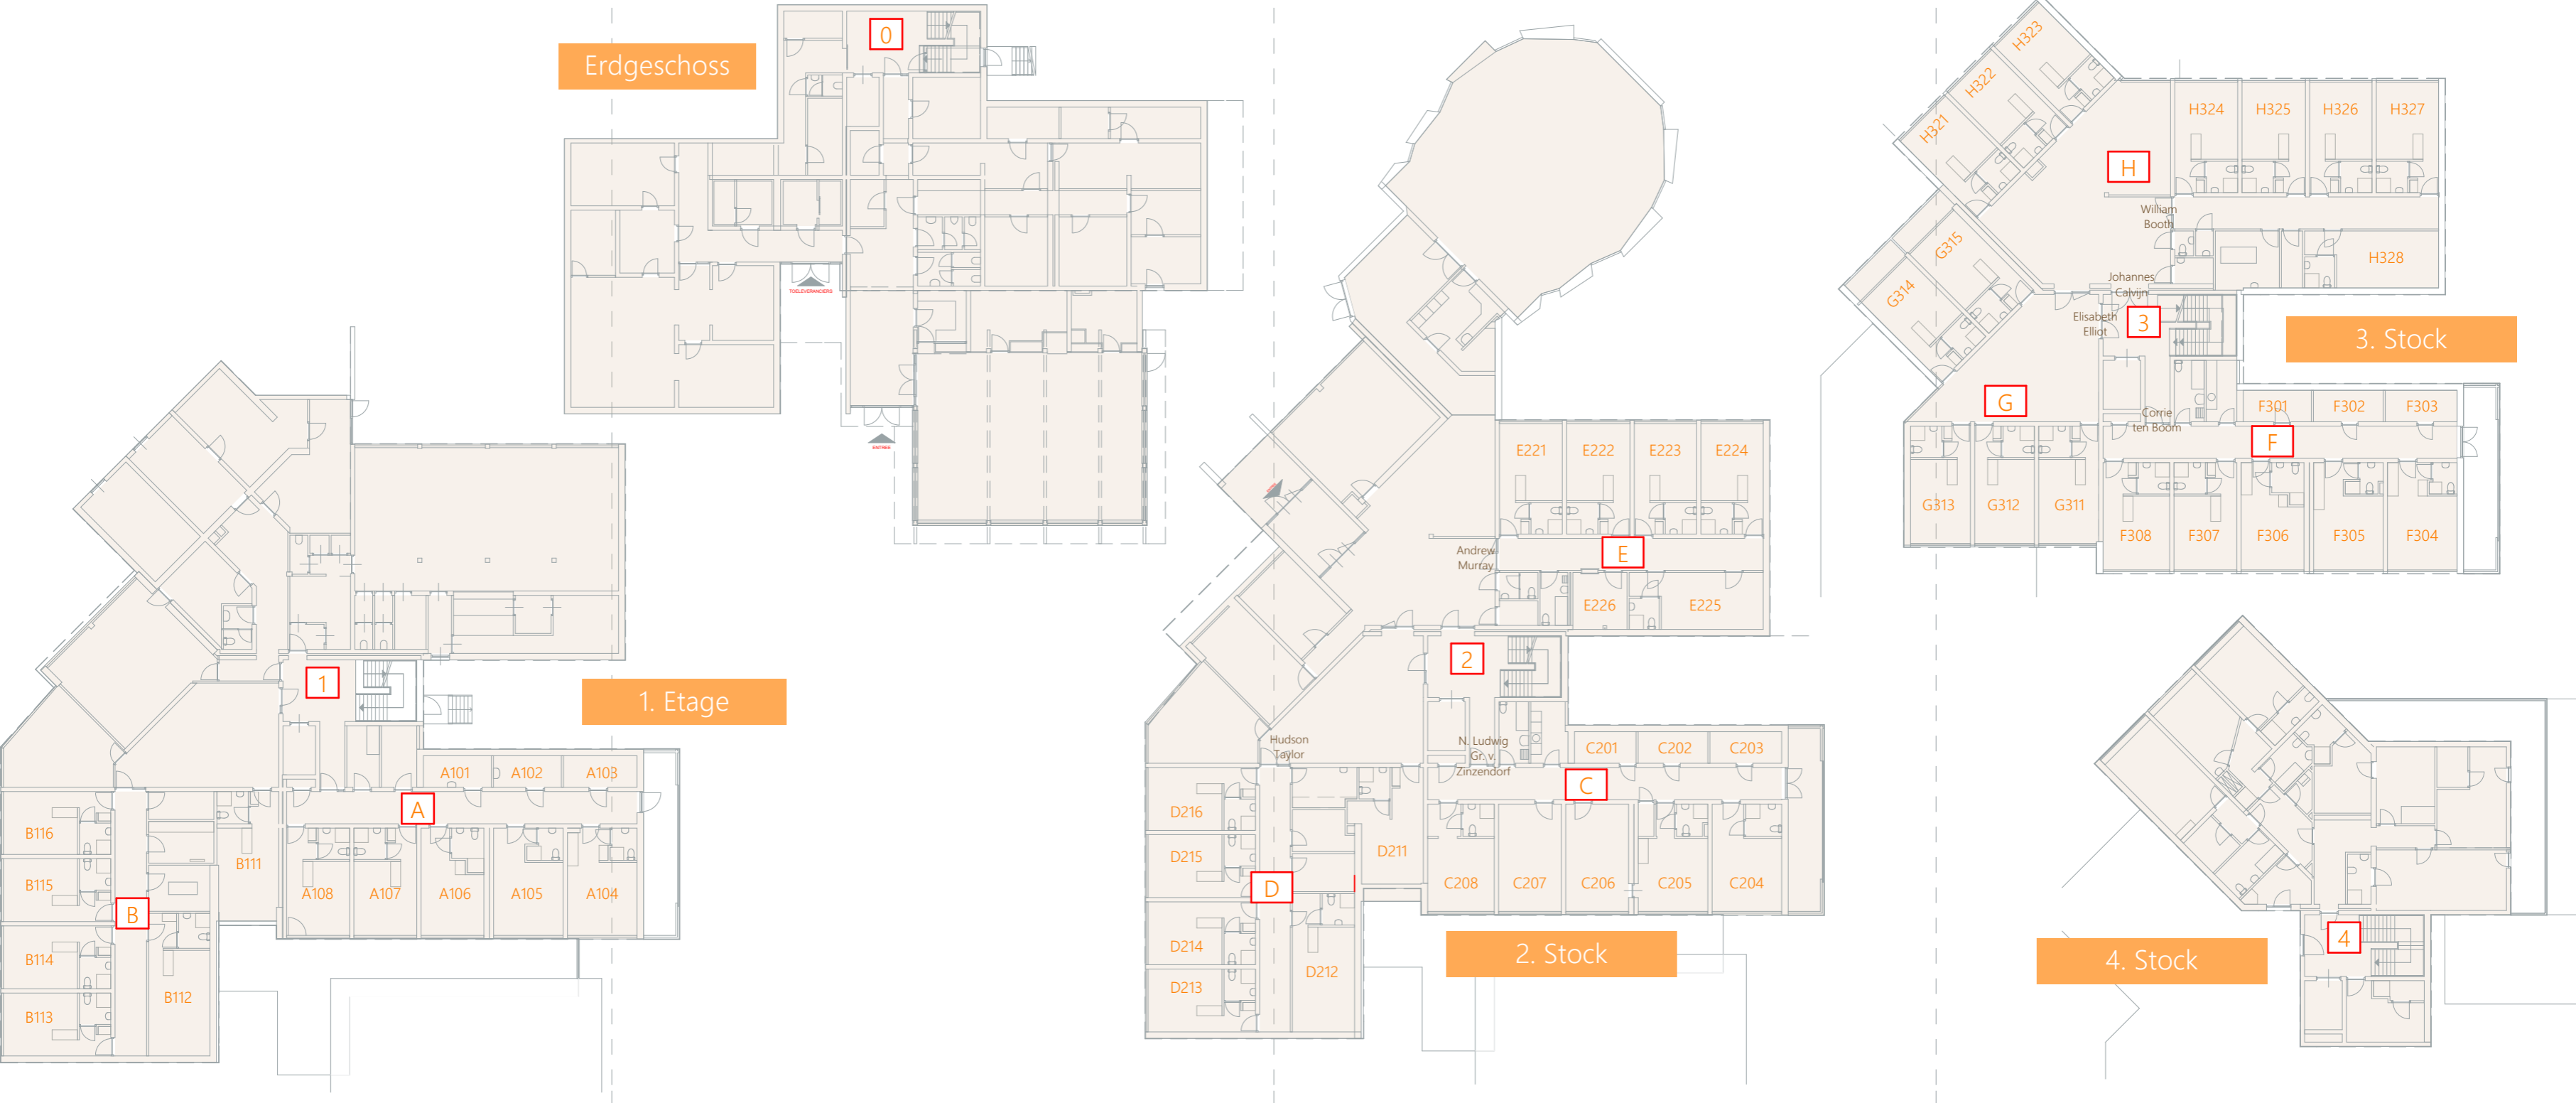 Erdgeschoss
0
TOELEVERANCIERS
ENTREE
1. Etage
1
A101
A102
A103
A
A108
A107
A106
A105
A104
B116
B115
B
B114
B113
B111
B112
2. Stock
E221
E222
E223
E224
Andrew
Murray
E
E226
E225
2
Hudson
Taylor
N. Ludwig
Gr. v.
Zinzendorf
C201
C202
C203
C
C208
C207
C206
C205
C204
D216
D215
D
D214
D213
D211
D212
3. Stock
H323
H322
H321
H324
H325
H326
H327
H
William
Booth
H328
Johannes
Calvijn
Elisabeth
Elliot
3
G315
G314
G
G313
G312
G311
Corrie
ten Boom
F301
F302
F303
F
F308
F307
F306
F305
F304
4. Stock
4